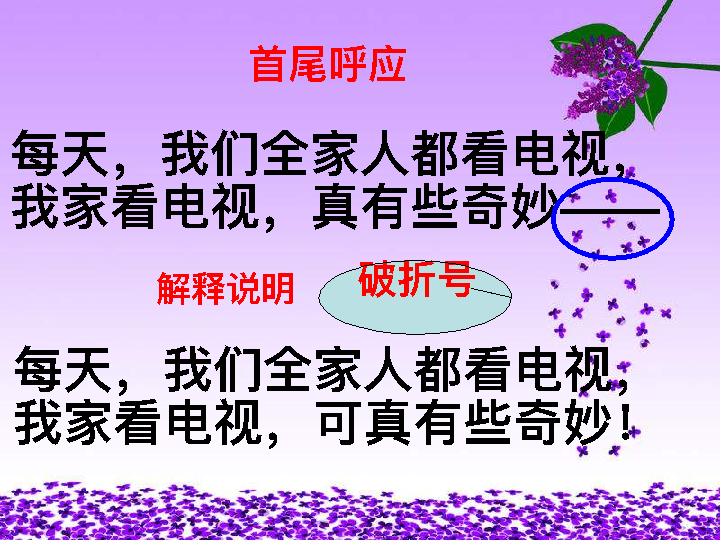 首尾呼应
每天，我们全家人都看电视，
我家看电视，真有些奇妙——
解释说明
破折号
每天，我们全家人都看电视，
我家看电视，可真有些奇妙！